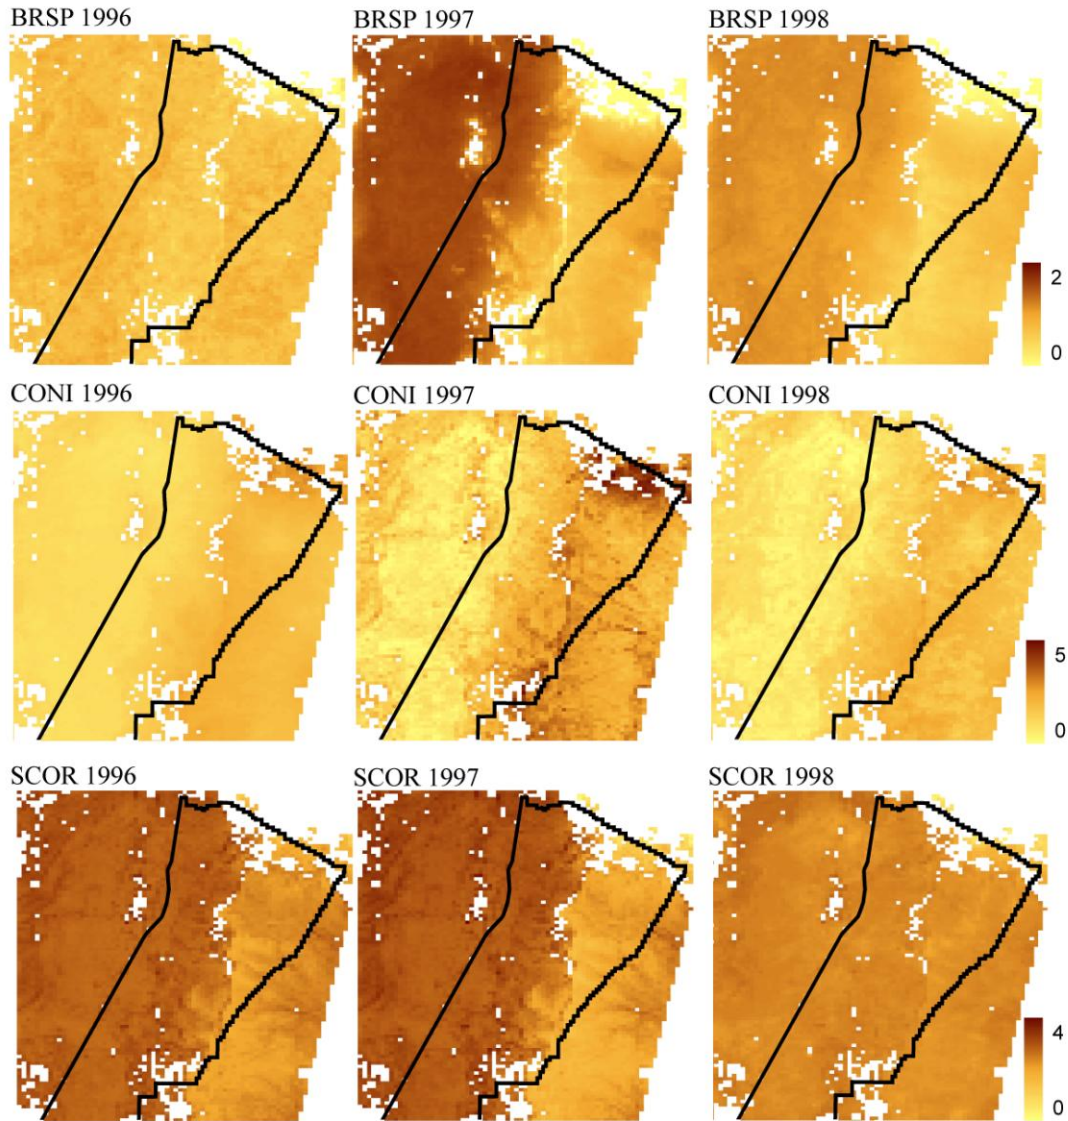 BRSP 1996
BRSP 1997
BRSP 1998
2
0
CONI 1996
CONI 1997
CONI 1998
5
0
SCOR 1996
SCOR 1997
SCOR 1998
4
0